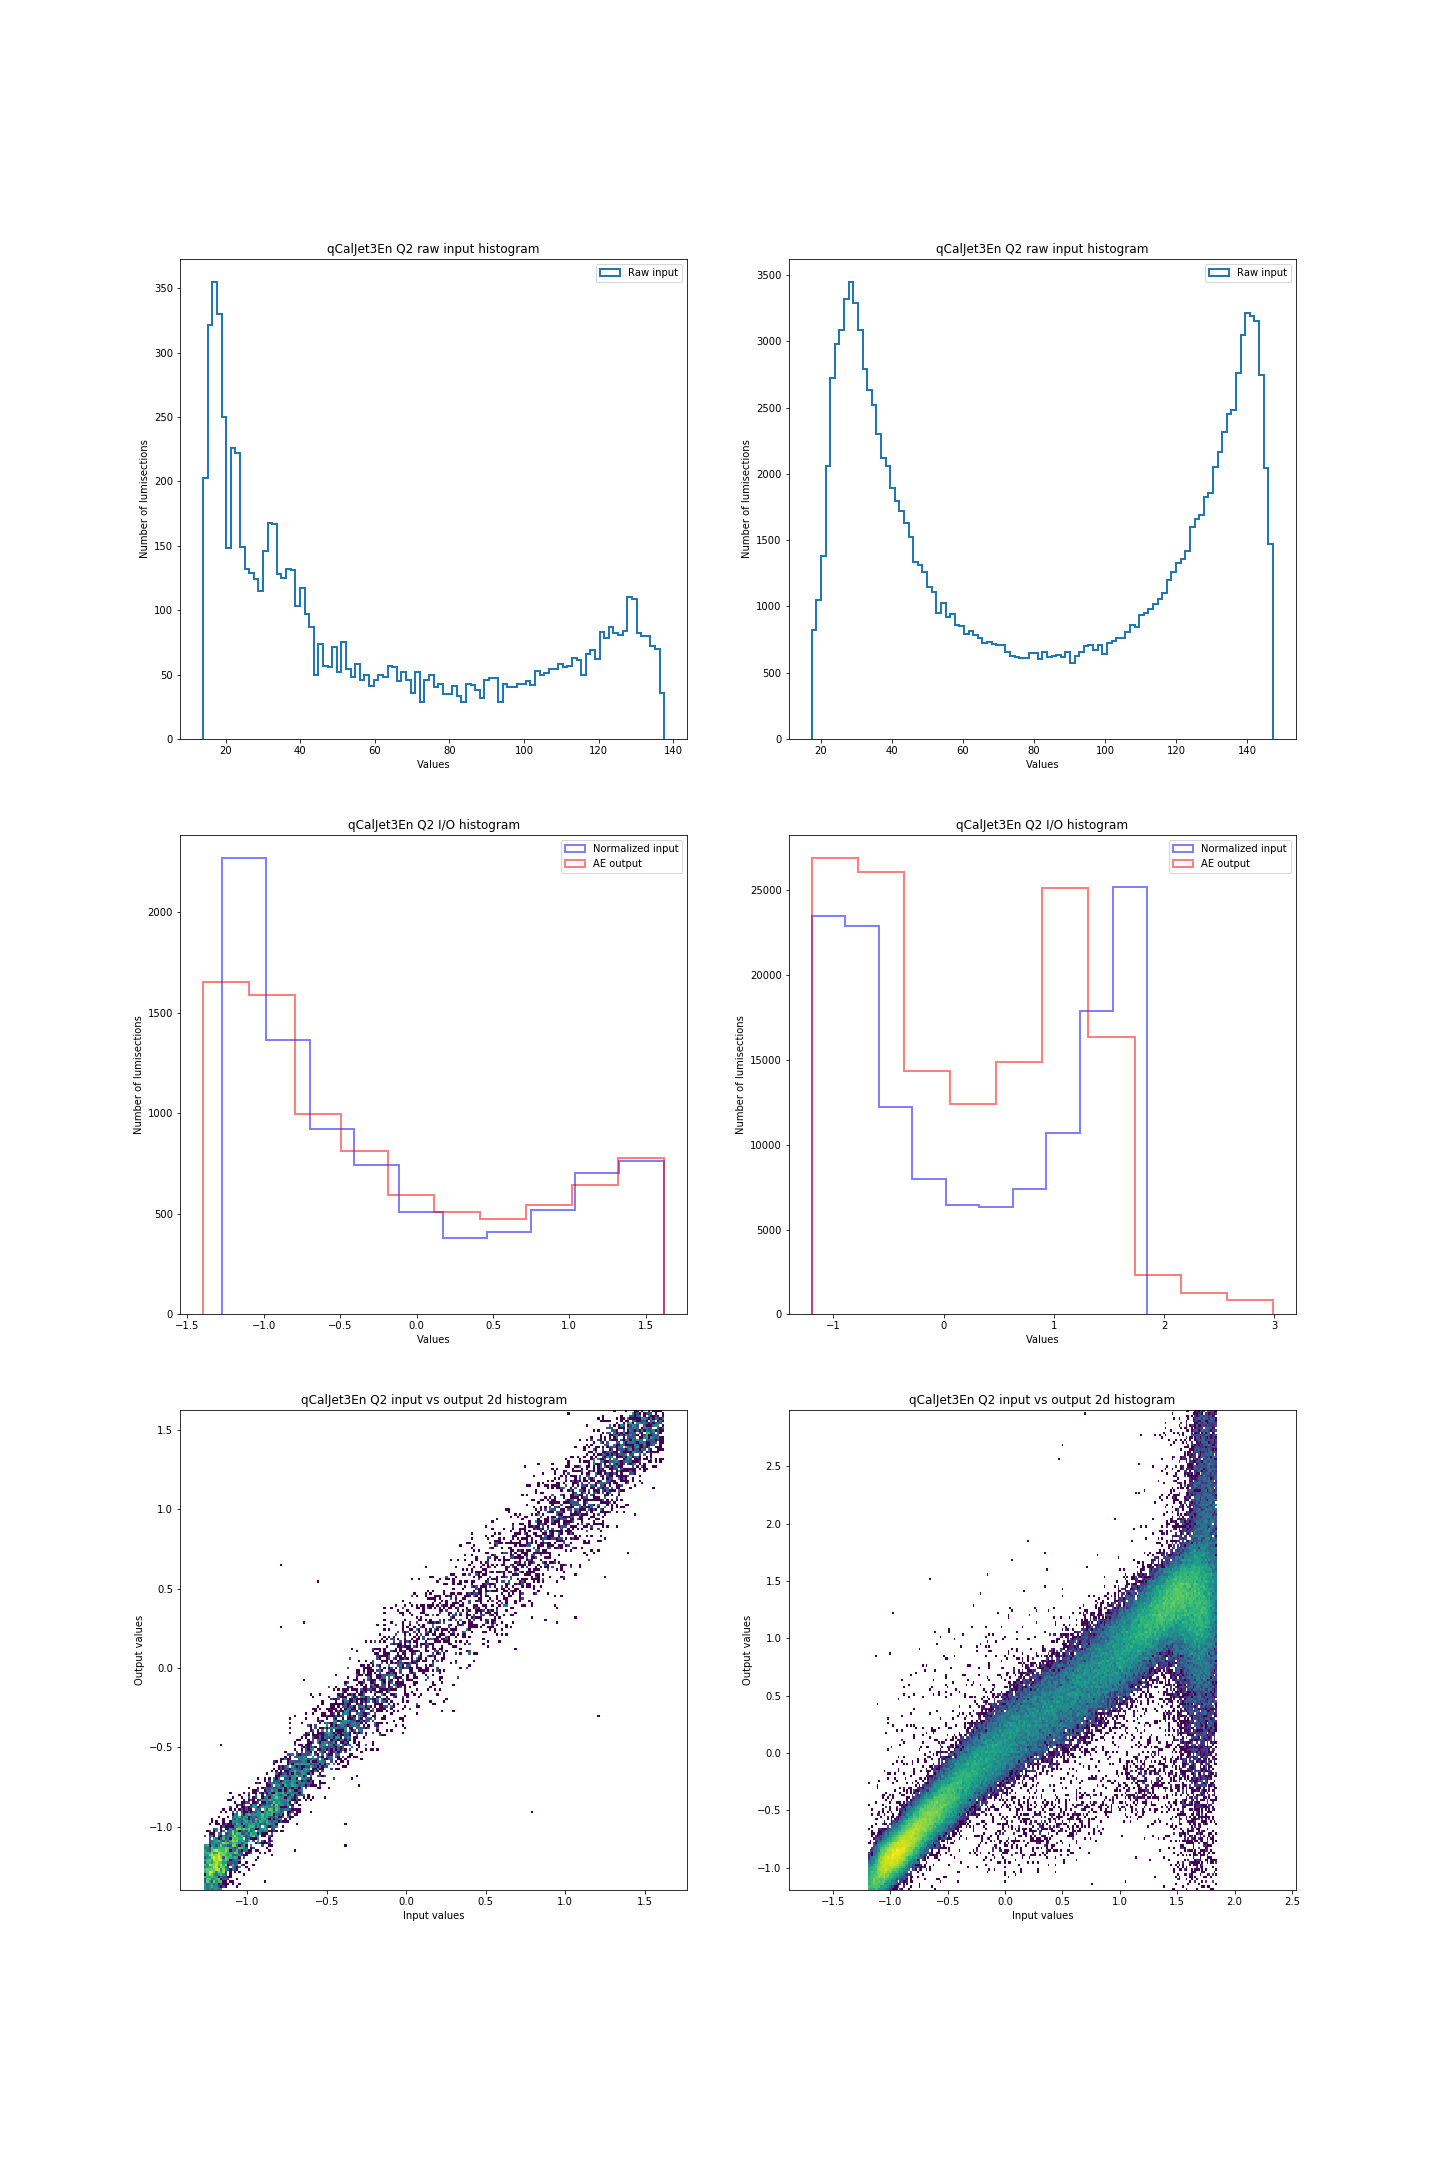 qCalJet3En Q2 raw input histogram
Raw input
Number of lumisections
350
300
250
200
150
100
50
0
20 40 60 80 100 120 140
Values
qCalJet3En Q2 raw input histogram
Raw input
Number of lumisections
3500
3000
2500
2000
1500
1000
500
0
20 40 60 80 100 120 140
Values
qCalJet3En Q2 I/O histogram
Normalized input
AE output
Number of lumisections
2000
1500
1000
500
0
−1.5 −1.0 −0.5 0.0 0.5 1.0 1.5
Values
qCalJet3En Q2 I/O histogram
Normalized input
AE output
Number of lumisections
25000
20000
15000
10000
5000
0
−1 0 1 2 3
Values
qCalJet3En Q2 input vs output 2d histogram
Output values
1.5
1.0
0.5
0.0
−0.5
−1.0
−1.0 −0.5 0.0 0.5 1.0 1.5
Input values
qCalJet3En Q2 input vs output 2d histogram
Output values
2.5
2.0
1.5
1.0
0.5
0.0
−0.5
−1.0
−1.5 −1.0 −0.5 0.0 0.5 1.0 1.5 2.0 2.5
Input values